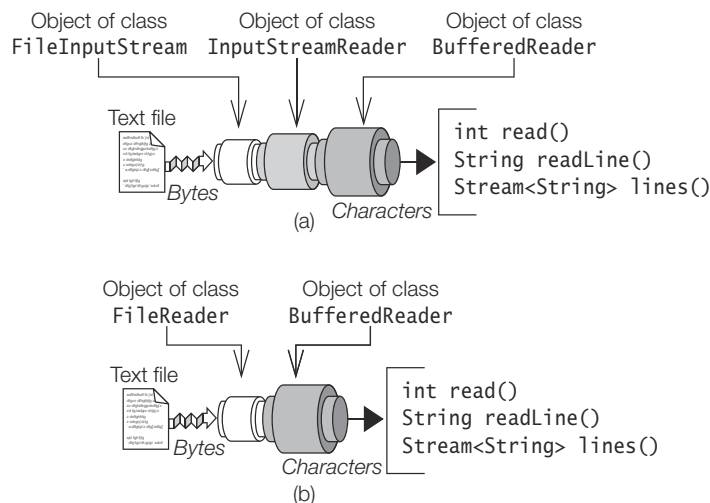 Object of class Object of class Object of class
FileInputStream InputStreamReader BufferedReader
Text file
int read()
String readLine()
Stream<String> lines()
Bytes
Characters
(a)
Object of class Object of class
FileReader BufferedReader
Text file
int read()
String readLine()
Stream<String> lines()
Bytes
Characters
(b)